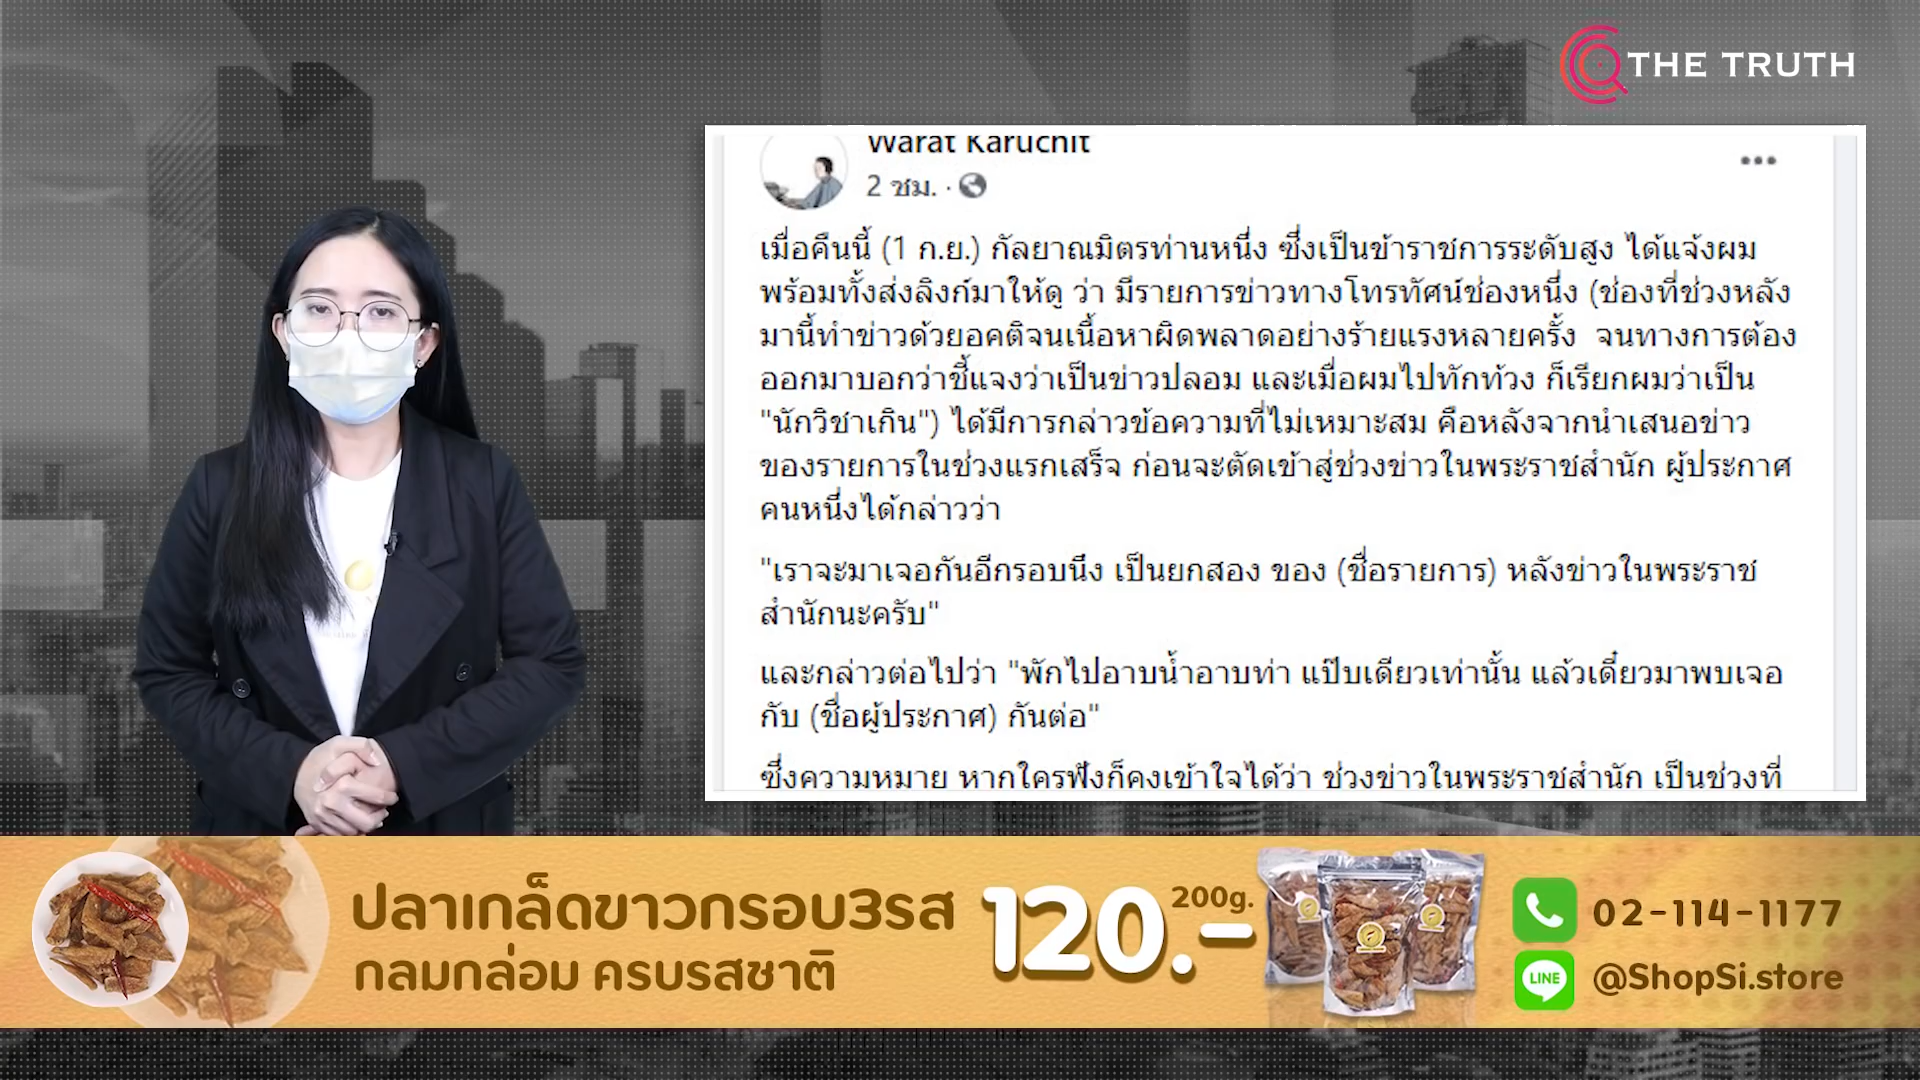 THE TRUTH
Warat Karuchit
2 ชม. ·
เมื่อคืนนี้ (1 ก.ย.) กัลยาณมิตรท่านหนึ่ง ซึ่งเป็นข้าราชการระดับสูง ได้แจ้งผม
พร้อมทั้งส่งลิงก์มาให้ดู ว่า มีรายการข่าวทางโทรทัศน์ช่องหนึ่ง (ช่องที่ช่วงหลัง
มานี้ทำข่าวด้วยอคติจนเนื้อหาผิดพลาดอย่างร้ายแรงหลายครั้ง จนทางการต้อง
ออกมาบอกว่าชี้แจงว่าเป็นข่าวปลอม และเมื่อผมไปทักท้วง ก็เรียกผมว่าเป็น
"นักวิชาเกิน") ได้มีการกล่าวข้อความที่ไม่เหมาะสม คือหลังจากนำเสนอข่าว
ของรายการในช่วงแรกเสร็จ ก่อนจะตัดเข้าสู่ช่วงข่าวในพระราชสำนัก ผู้ประกาศ
คนหนึ่งได้กล่าวว่า
"เราจะมาเจอกันอีกรอบนึง เป็นยกสอง ของ (ชื่อรายการ) หลังข่าวในพระราช
สำนักนะครับ"
และกล่าวต่อไปว่า "พักไปอาบน้ำอาบท่า แป๊บเดียวเท่านั้น แล้วเดี๋ยวมาพบเจอ
กับ (ชื่อผู้ประกาศ) กันต่อ"
ซึ่งความหมาย หากใครฟังก็คงเข้าใจได้ว่า ช่วงข่าวในพระราชสำนัก เป็นช่วงที่
ปลาเกล็ดขาวกรอบ3รส
กลมกล่อม ครบรสชาติ
120.-
200g.
02-114-1177
LINE
@ShopSi.store